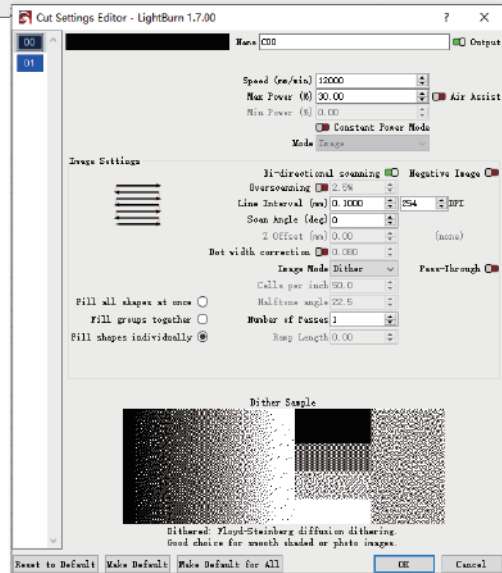 Cut Settings Editor - LightBurn 1.7.00 ? X
00
01
Name C00 Output
Speed (mm/min) 12000
Max Power (%) 30.00 Air Assist
Min Power (%) 0.00
Constant Power Mode
Mode Image
Image Settings
Bi-directional scanning Negative Image
Overscanning 2.5%
Line Interval (mm) 0.1000 254 DPI
Scan Angle (deg) 0
Z Offset (mm) 0.00 (none)
Dot width correction 0.080
Image Mode Dither Pass-Through
Cells per inch 50.0
Fill all shapes at once Halftone angle 22.5
Fill groups together Number of Passes 1
Fill shapes individually Ramp Length 0.00
Dither Sample
Dithered: Floyd-Steinberg diffusion dithering.
Good choice for smooth shaded or photo images.
Reset to Default Make Default Make Default for All OK Cancel